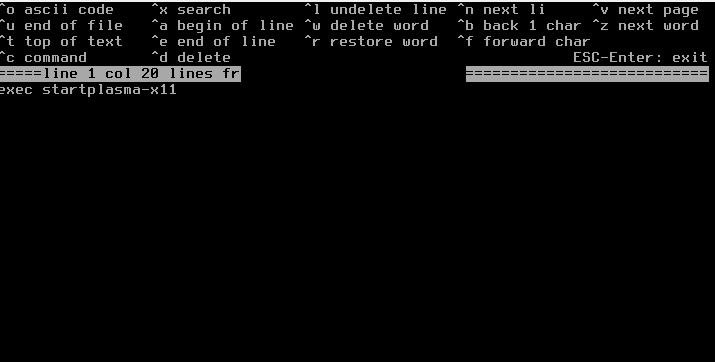 ^o ascii code ^x search ^l undelete line ^n next li ^v next page
^u end of file ^a begin of line ^w delete word ^b back 1 char ^z next word
^t top of text ^e end of line ^r restore word ^f forward char
^c command ^d delete ESC-Enter: exit
=====line 1 col 20 lines fr ===========================
exec startplasma-x11